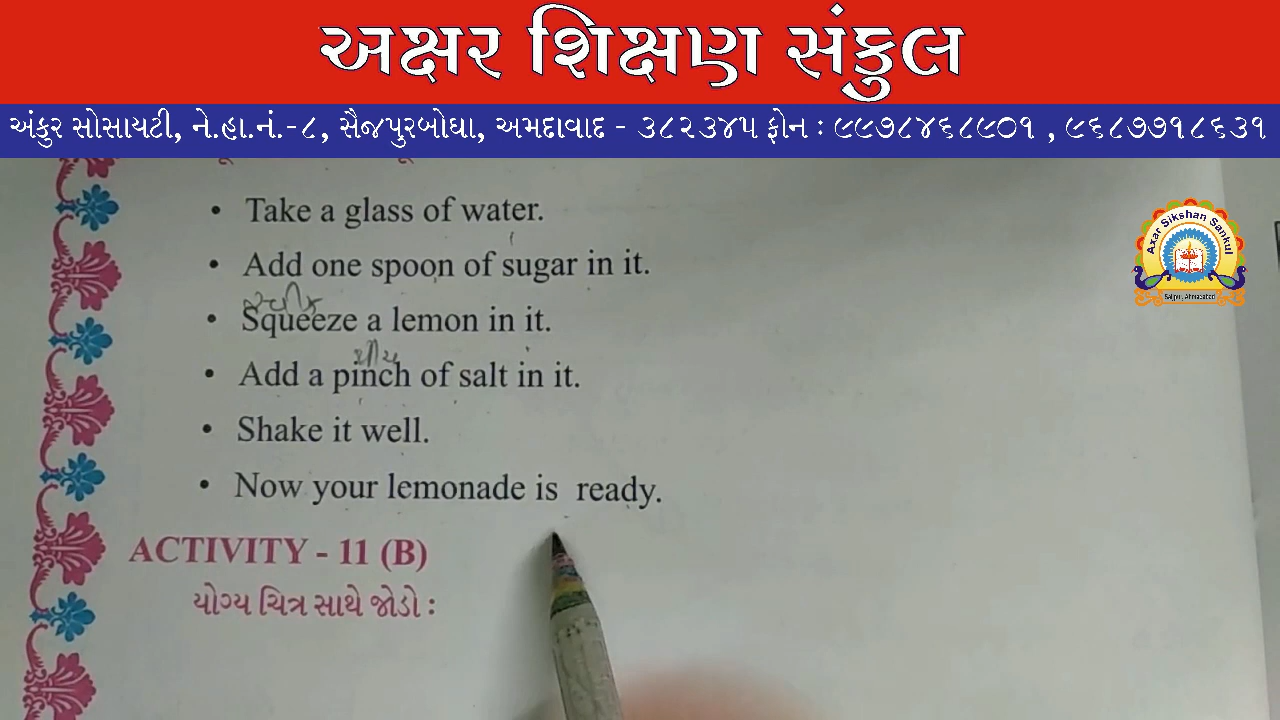 અક્ષર શિક્ષણ સંકુલ
અંકુર સોસાયટી, ને.હા.નં.-૮, સૈજપુરબોઘા, અમદાવાદ - ૩૮૨૩૪૫ ફોન : ૯૯૭૮૪૬૮૯૦૧ , ૯૬૮૭૭૧૮૬૩૧
Axar Sikshan Sankul
Saijpur, Ahmedabad
• Take a glass of water.
• Add one spoon of sugar in it.
સ્ક્વીઝ
• Squeeze a lemon in it.
• Add a pinch of salt in it.
• Shake it well.
• Now your lemonade is ready.
ACTIVITY - 11 (B)
યોગ્ય ચિત્ર સાથે જોડો :